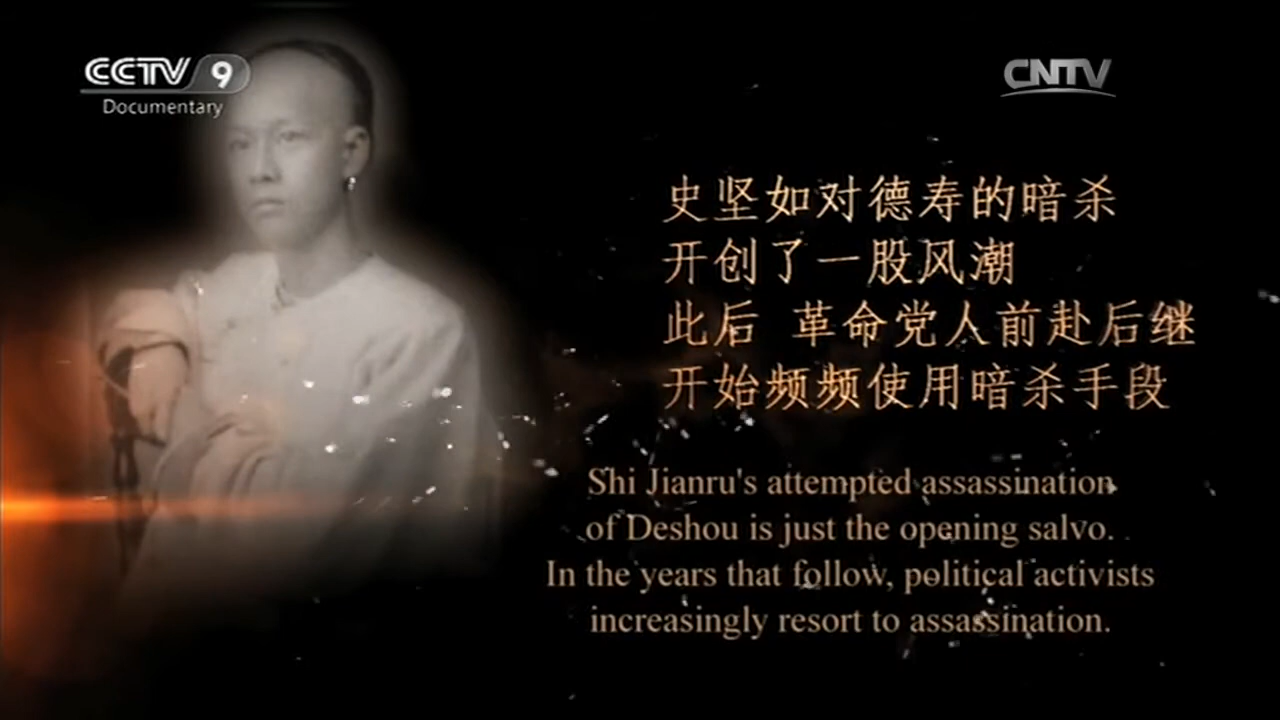 CCTV 9
Documentary
CNTV
史坚如对德寿的暗杀
开创了一股风潮
此后 革命党人前赴后继
开始频频使用暗杀手段
Shi Jianru's attempted assassination
of Deshou is just the opening salvo.
In the years that follow, political activists
increasingly resort to assassination.